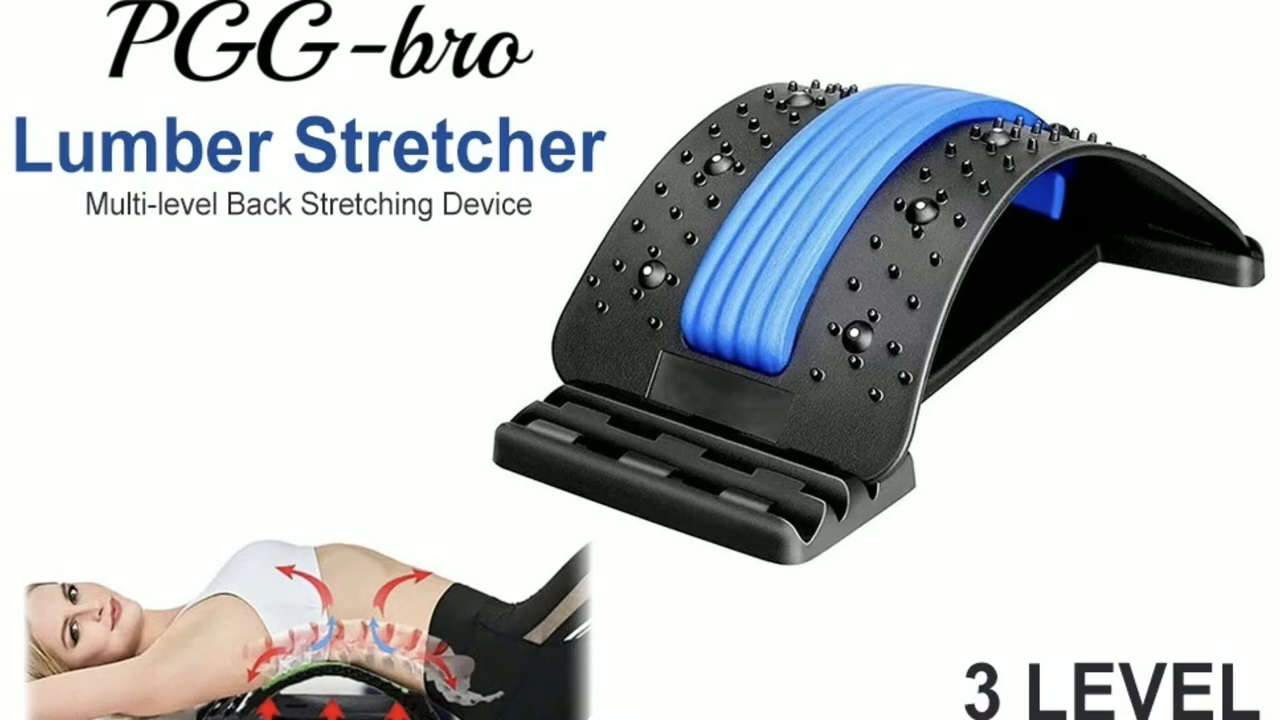 PGG-bro
Lumber Stretcher
Multi-level Back Stretching Device
3 LEVEL